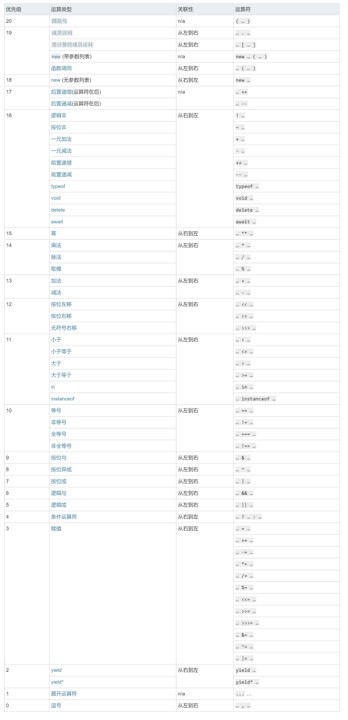 优先值 运算类型 关联性 运算符
20 圆括号 n/a ( … )
19 成员访问 从左到右 … . …
需计算的成员访问 从左到右 … [ … ]
new (带参数列表) n/a new … ( … )
函数调用 从左到右 … ( … )
18 new (无参数列表) 从右到左 new …
17 后置递增(运算符在后) n/a … ++
后置递减(运算符在后) … --
16 逻辑非 从右到左 ! …
按位非 ~ …
一元加法 + …
一元减法 - …
前置递增 ++ …
前置递减 -- …
typeof typeof …
void void …
delete delete …
await await …
15 幂 从右到左 … ** …
14 乘法 从左到右 … * …
除法 … / …
取模 … % …
13 加法 从左到右 … + …
减法 … - …
12 按位左移 从左到右 … << …
按位右移 … >> …
无符号右移 … >>> …
11 小于 从左到右 … < …
小于等于 … <= …
大于 … > …
大于等于 … >= …
in … in …
instanceof … instanceof …
10 等号 从左到右 … == …
非等号 … != …
全等号 … === …
非全等号 … !== …
9 按位与 从左到右 … & …
8 按位异或 从左到右 … ^ …
7 按位或 从左到右 … | …
6 逻辑与 从左到右 … && …
5 逻辑或 从左到右 … || …
4 条件运算符 从右到左 … ? … : …
3 赋值 从右到左 … = …
… += …
… -= …
… *= …
… /= …
… %= …
… <<= …
… >>= …
… >>>= …
… &= …
… ^= …
… |= …
2 yield 从右到左 yield …
yield* yield* …
1 展开运算符 n/a ... …
0 逗号 从左到右 … , …